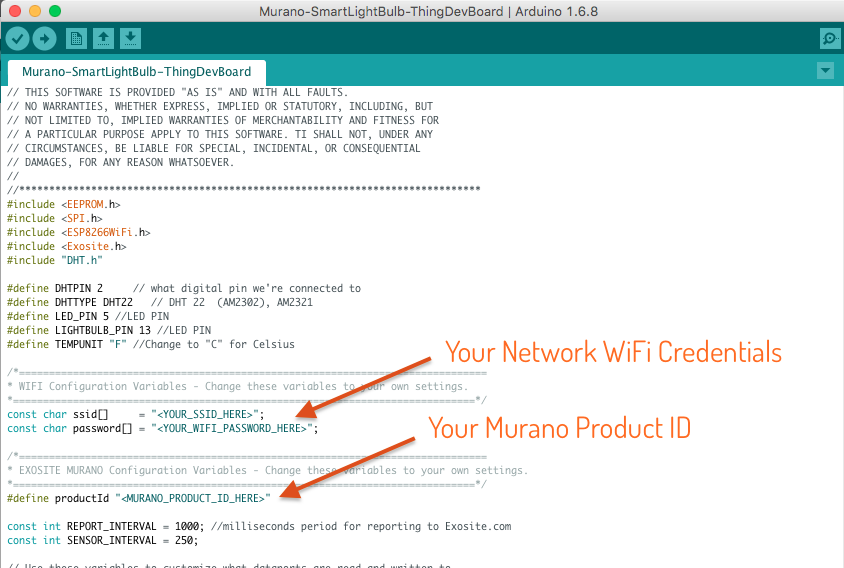 Murano-SmartLightBulb-ThingDevBoard | Arduino 1.6.8
Murano-SmartLightBulb-ThingDevBoard
// THIS SOFTWARE IS PROVIDED "AS IS" AND WITH ALL FAULTS.
// NO WARRANTIES, WHETHER EXPRESS, IMPLIED OR STATUTORY, INCLUDING, BUT
// NOT LIMITED TO, IMPLIED WARRANTIES OF MERCHANTABILITY AND FITNESS FOR
// A PARTICULAR PURPOSE APPLY TO THIS SOFTWARE. TI SHALL NOT, UNDER ANY
// CIRCUMSTANCES, BE LIABLE FOR SPECIAL, INCIDENTAL, OR CONSEQUENTIAL
// DAMAGES, FOR ANY REASON WHATSOEVER.
//
//*****************************************************************************
#include <EEPROM.h>
#include <SPI.h>
#include <ESP8266WiFi.h>
#include <Exosite.h>
#include "DHT.h"
#define DHTPIN 2     // what digital pin we're connected to
#define DHTTYPE DHT22   // DHT 22  (AM2302), AM2321
#define LED_PIN 5 //LED PIN
#define LIGHTBULB_PIN 13 //LED PIN
#define TEMPUNIT "F" //Change to "C" for Celsius
Your Network WiFi Credentials
/*==============================================================================
* WIFI Configuration Variables - Change these variables to your own settings.
*=============================================================================*/
const char ssid[]     = "<YOUR_SSID_HERE>";
const char password[] = "<YOUR_WIFI_PASSWORD_HERE>";
Your Murano Product ID
/*==============================================================================
* EXOSITE MURANO Configuration Variables - Change these variables to your own settings.
*=============================================================================*/
#define productId "<MURANO_PRODUCT_ID_HERE>"
const int REPORT_INTERVAL = 1000; //milliseconds period for reporting to Exosite.com
const int SENSOR_INTERVAL = 250;
// Use these variables to customize what dataports are read and written to